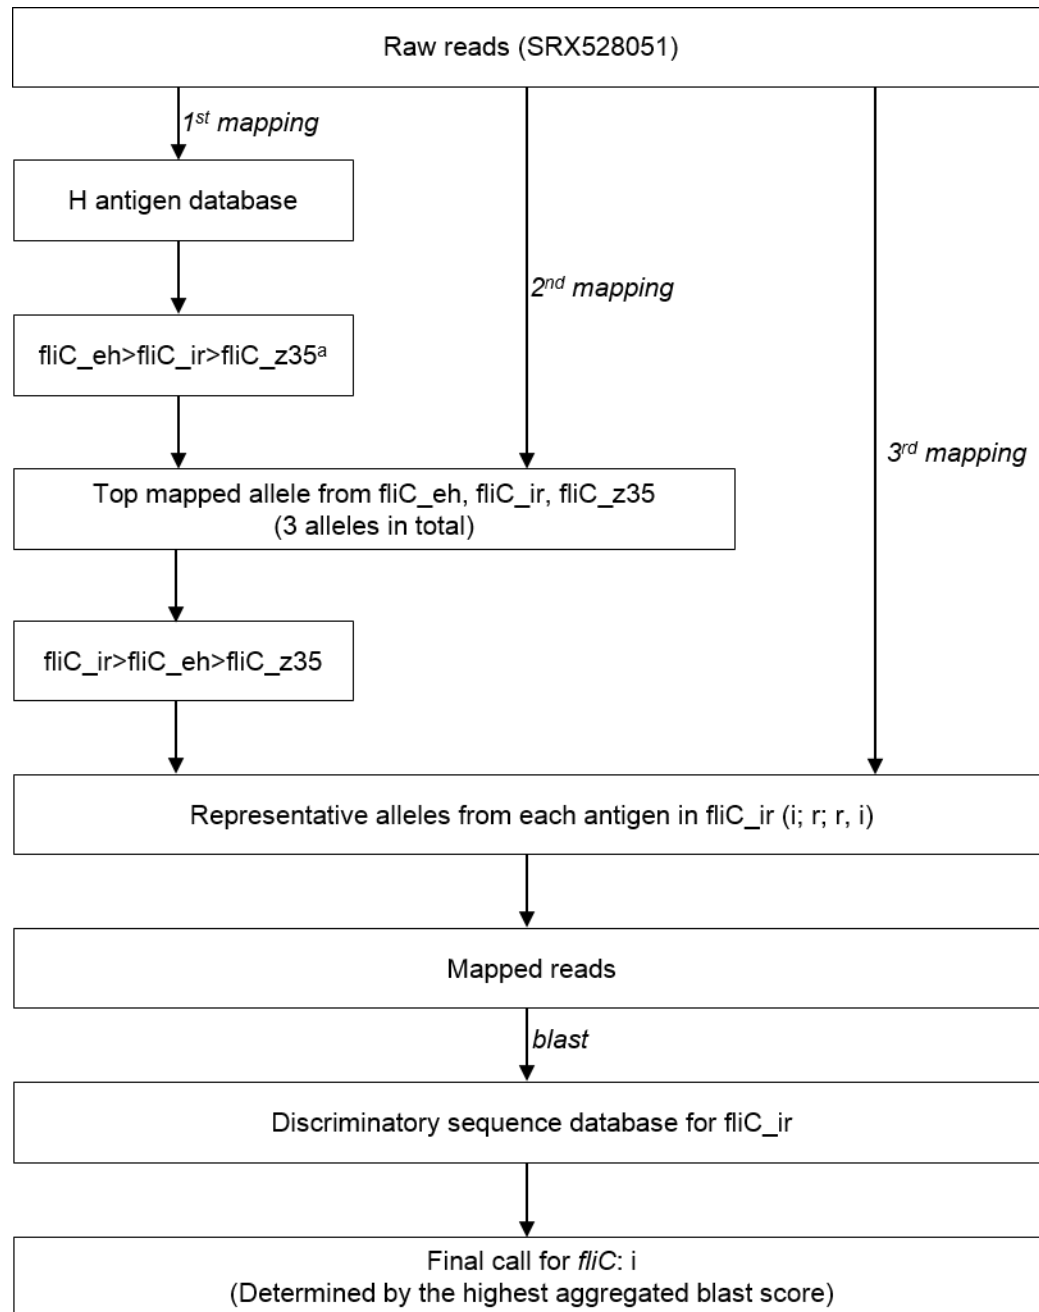 Raw reads (SRX528051)
1st mapping
H antigen database
2nd mapping
fliC_eh>fliC_ir>fliC_z35a
3rd mapping
Top mapped allele from fliC_eh, fliC_ir, fliC_z35
(3 alleles in total)
fliC_ir>fliC_eh>fliC_z35
Representative alleles from each antigen in fliC_ir (i; r; r, i)
Mapped reads
blast
Discriminatory sequence database for fliC_ir
Final call for fliC: i
(Determined by the highest aggregated blast score)